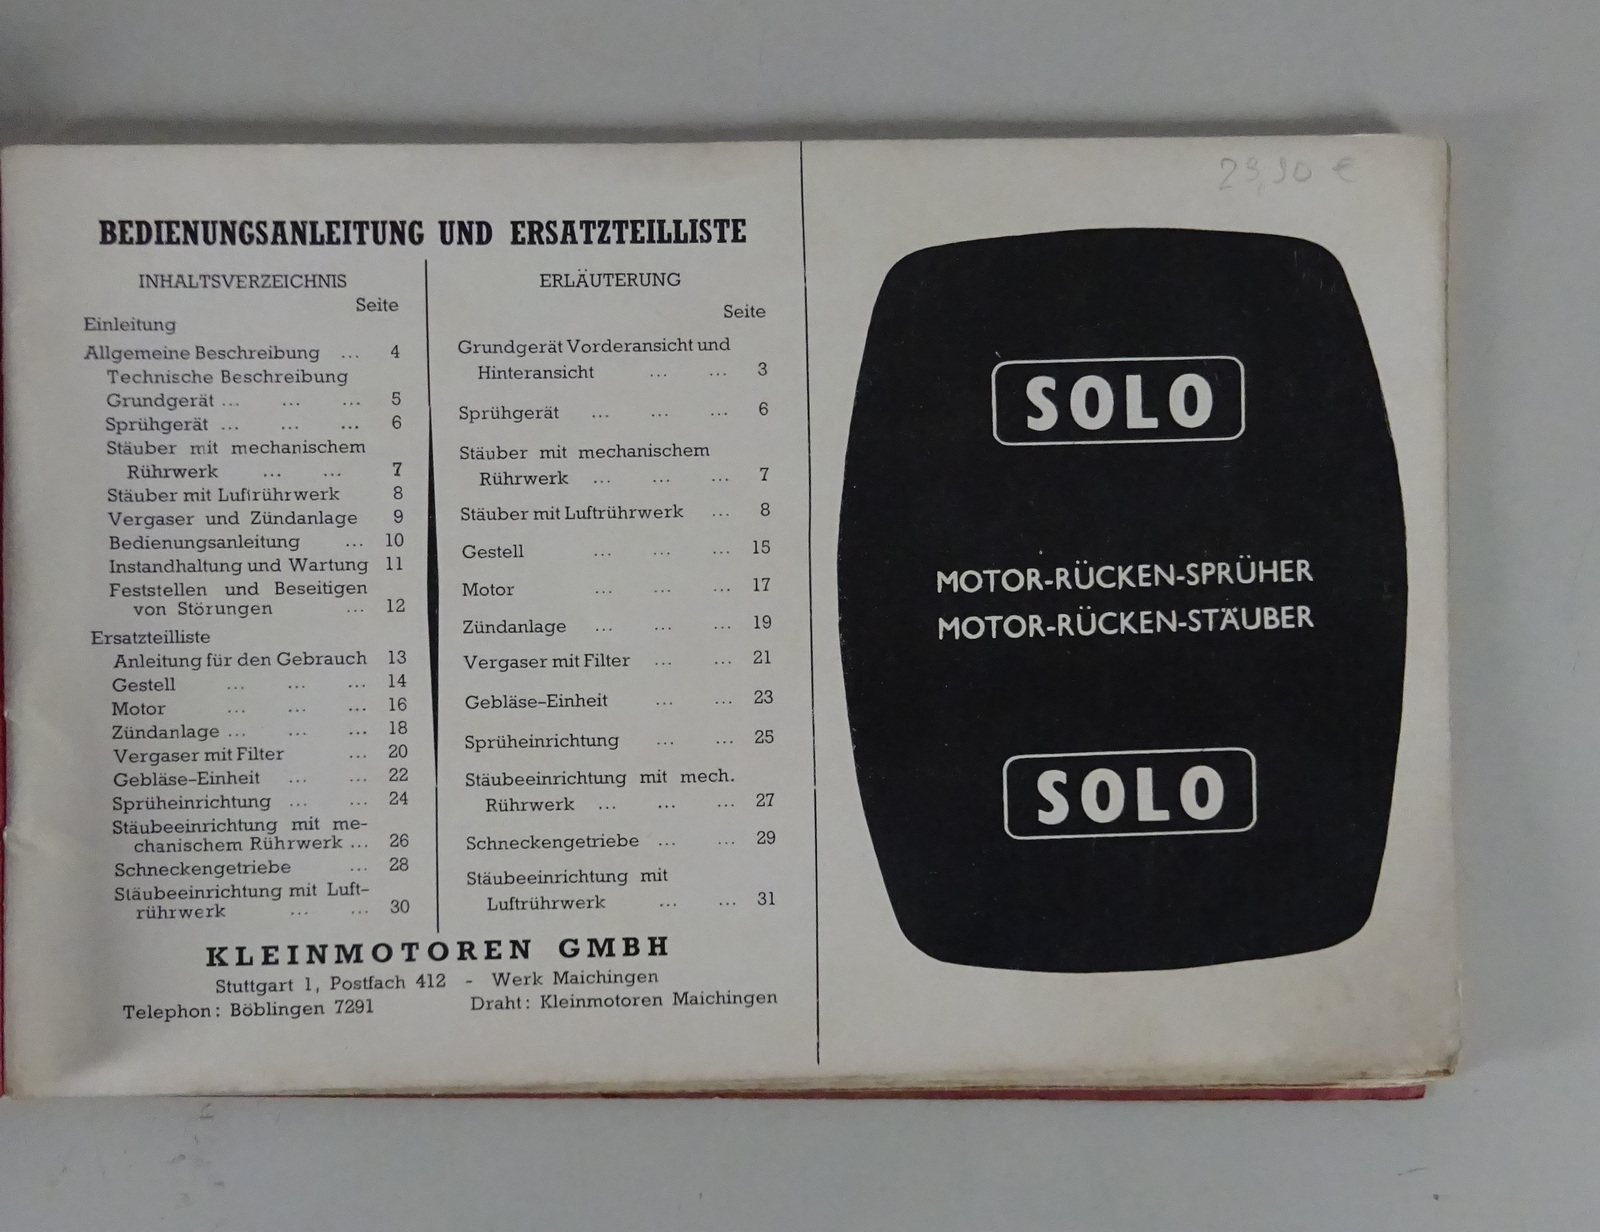 BEDIENUNGSANLEITUNG UND ERSATZTEILLISTE
INHALTSVERZEICHNIS
Seite
Einleitung
Allgemeine Beschreibung ... 4
Technische Beschreibung
Grundgerät ... ... ... 5
Sprühgerät ... ... ... 6
Stäuber mit mechanischem
Rührwerk ... ... 7
Stäuber mit Luftrührwerk 8
Vergaser und Zündanlage 9
Bedienungsanleitung ... 10
Instandhaltung und Wartung 11
Feststellen und Beseitigen
von Störungen ... 12
Ersatzteilliste
Anleitung für den Gebrauch 13
Gestell ... ... ... 14
Motor ... ... ... 16
Zündanlage ... ... ... 18
Vergaser mit Filter ... 20
Gebläse-Einheit ... ... 22
Sprüheinrichtung ... ... 24
Stäubeeinrichtung mit me-
chanischem Rührwerk ... 26
Schneckengetriebe ... 28
Stäubeeinrichtung mit Luft-
rührwerk ... ... 30
ERLÄUTERUNG
Seite
Grundgerät Vorderansicht und
Hinteransicht ... ... 3
Sprühgerät ... ... ... 6
Stäuber mit mechanischem
Rührwerk ... ... ... 7
Stäuber mit Luftrührwerk ... 8
Gestell ... ... ... 15
Motor ... ... ... 17
Zündanlage ... ... ... 19
Vergaser mit Filter ... ... 21
Gebläse-Einheit ... ... 23
Sprüheinrichtung ... ... 25
Stäubeeinrichtung mit mech.
Rührwerk ... ... ... 27
Schneckengetriebe ... ... 29
Stäubeeinrichtung mit
Luftrührwerk ... ... 31
KLEINMOTOREN GMBH
Stuttgart 1, Postfach 412 - Werk Maichingen
Telephon: Böblingen 7291 Draht: Kleinmotoren Maichingen
29,90 €
SOLO
MOTOR-RÜCKEN-SPRÜHER
MOTOR-RÜCKEN-STÄUBER
SOLO